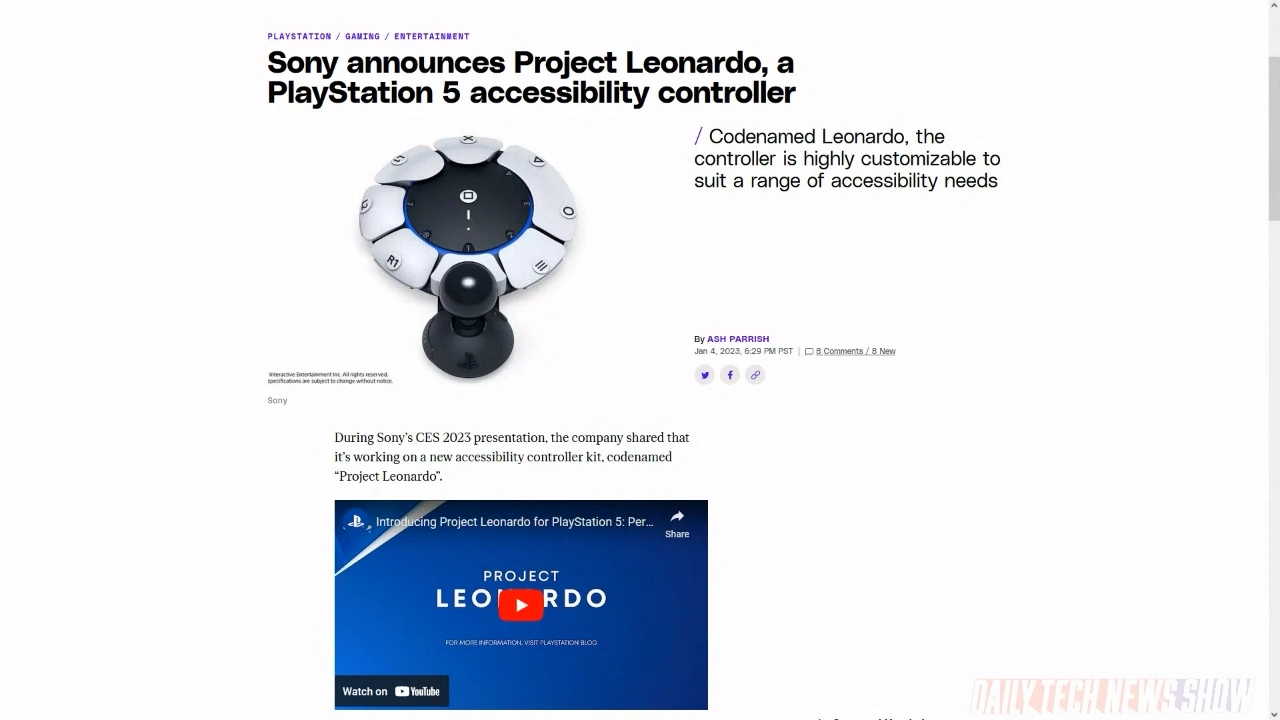 PLAYSTATION / GAMING / ENTERTAINMENT
Sony announces Project Leonardo, a
PlayStation 5 accessibility controller
/ Codenamed Leonardo, the
controller is highly customizable to
suit a range of accessibility needs
R1
By ASH PARRISH
Jan 4, 2023, 6:29 PM PST | 8 Comments / 8 New
Interactive Entertainment Inc. All rights reserved.
specifications are subject to change without notice.
Sony
During Sony's CES 2023 presentation, the company shared that
it's working on a new accessibility controller kit, codenamed
“Project Leonardo”.
Introducing Project Leonardo for PlayStation 5: Per...
Share
PROJECT
FOR MORE INFORMATION, VISIT PLAYSTATION BLOG
Watch on YouTube
DAILY TECH NEWS SHOW